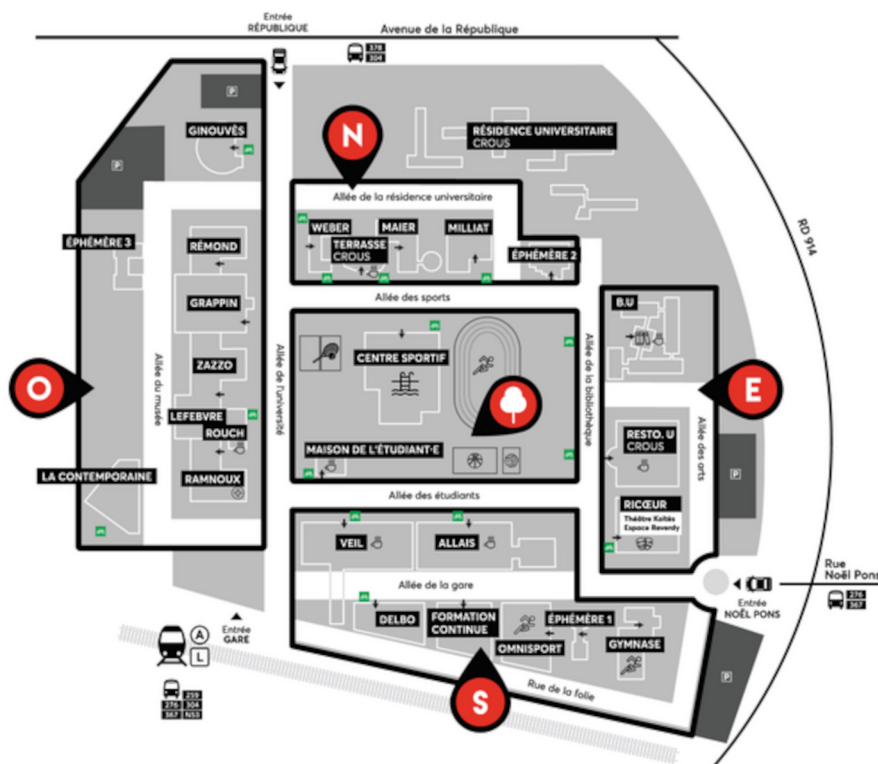 Entrée
RÉPUBLIQUE
Avenue de la République
378
304
P
GINOUVÈS
P
N
RÉSIDENCE UNIVERSITAIRE
CROUS
Allée de la résidence universitaire
WEBER
MAIER
MILLIAT
TERRASSE
CROUS
ÉPHÉMÈRE 2
ÉPHÉMÈRE 3
RÉMOND
RD 914
GRAPPIN
Allée des sports
B.U
ZAZZO
CENTRE SPORTIF
O
E
Allée du musée
Allée de l'université
Allée de la bibliothèque
Allée des arts
LEFEBVRE
ROUCH
MAISON DE L'ÉTUDIANT·E
RESTO. U
CROUS
LA CONTEMPORAINE
RAMNOUX
P
Allée des étudiants
RICŒUR
Théâtre Koltès
Espace Reverdy
VEIL
ALLAIS
Allée de la gare
Rue
Noël Pons
276
367
Entrée
NOËL PONS
DELBO
FORMATION
CONTINUE
ÉPHÉMÈRE 1
OMNISPORT
GYMNASE
Entrée
GARE
A
L
S
Rue de la folie
P
259
276 304
367 N53